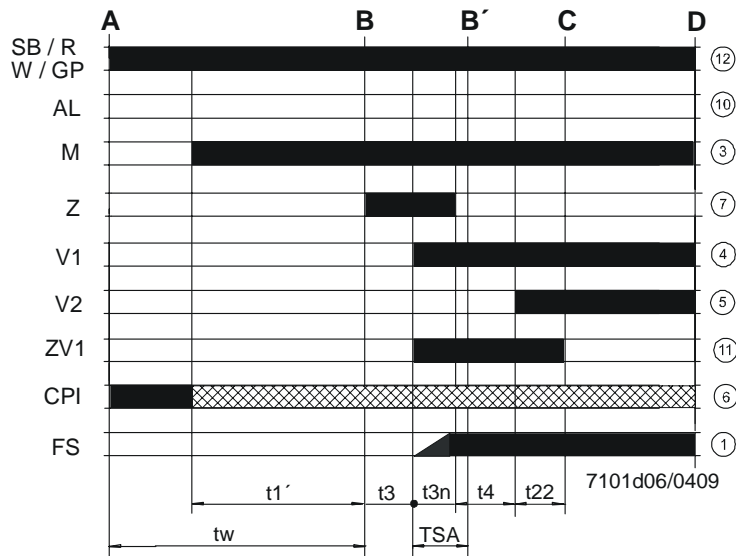 A B B´ C D
SB / R
W / GP 12
AL 10
M 3
Z 7
V1 4
V2 5
ZV1 11
CPI 6
FS 1
7101d06/0409
t1´ t3 t3n t4 t22
tw TSA